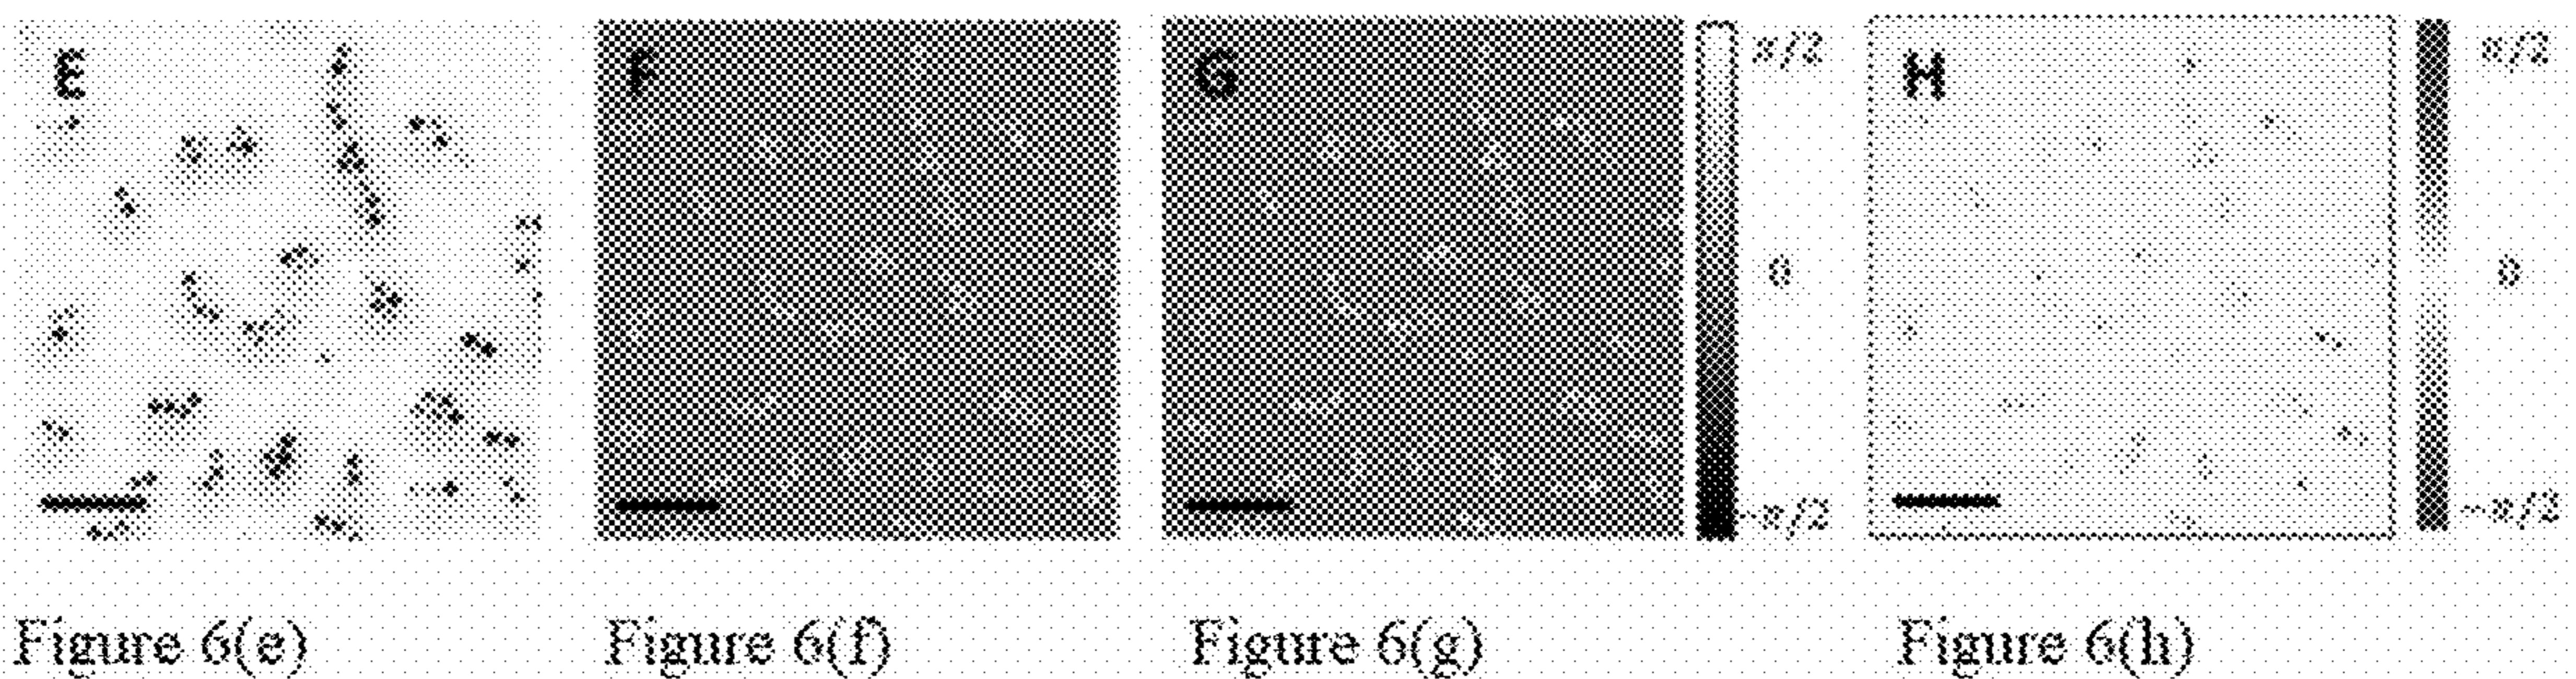 E
F
G
H
π/2
0
-π/2
π/2
0
-π/2
Figure 6(e)
Figure 6(f)
Figure 6(g)
Figure 6(h)